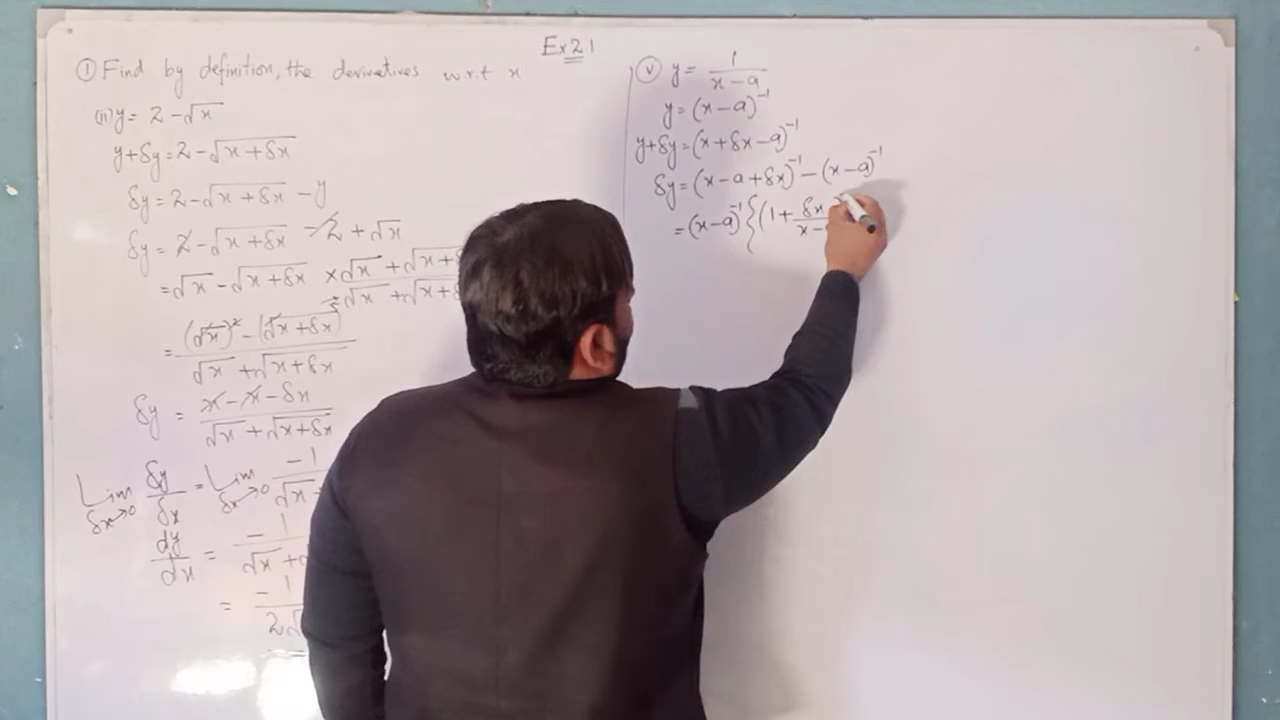 Ex 2.1
① Find by definition, the derivatives w.r.t x
(ii) y = 2 - √x
y + δy = 2 - √(x + δx)
δy = 2 - √(x + δx) - y
δy = 2 - √(x + δx) - 2 + √x
= √x - √(x + δx) × (√x + √(x + δ / √x + √(x + δ
= ((√x)² - (√(x + δx))²) / (√x + √(x + δx))
δy = (x - x - δx) / (√x + √(x + δx))
Lim δx→0 δy/δx = Lim δx→0 -1 / √x
dy/dx = -1 / √x +
= -1 / 2√
(v) y = 1 / (x - a)
y = (x - a)⁻¹
y + δy = (x + δx - a)⁻¹
δy = (x - a + δx)⁻¹ - (x - a)⁻¹
= (x - a)⁻¹ {(1 + δx / x -